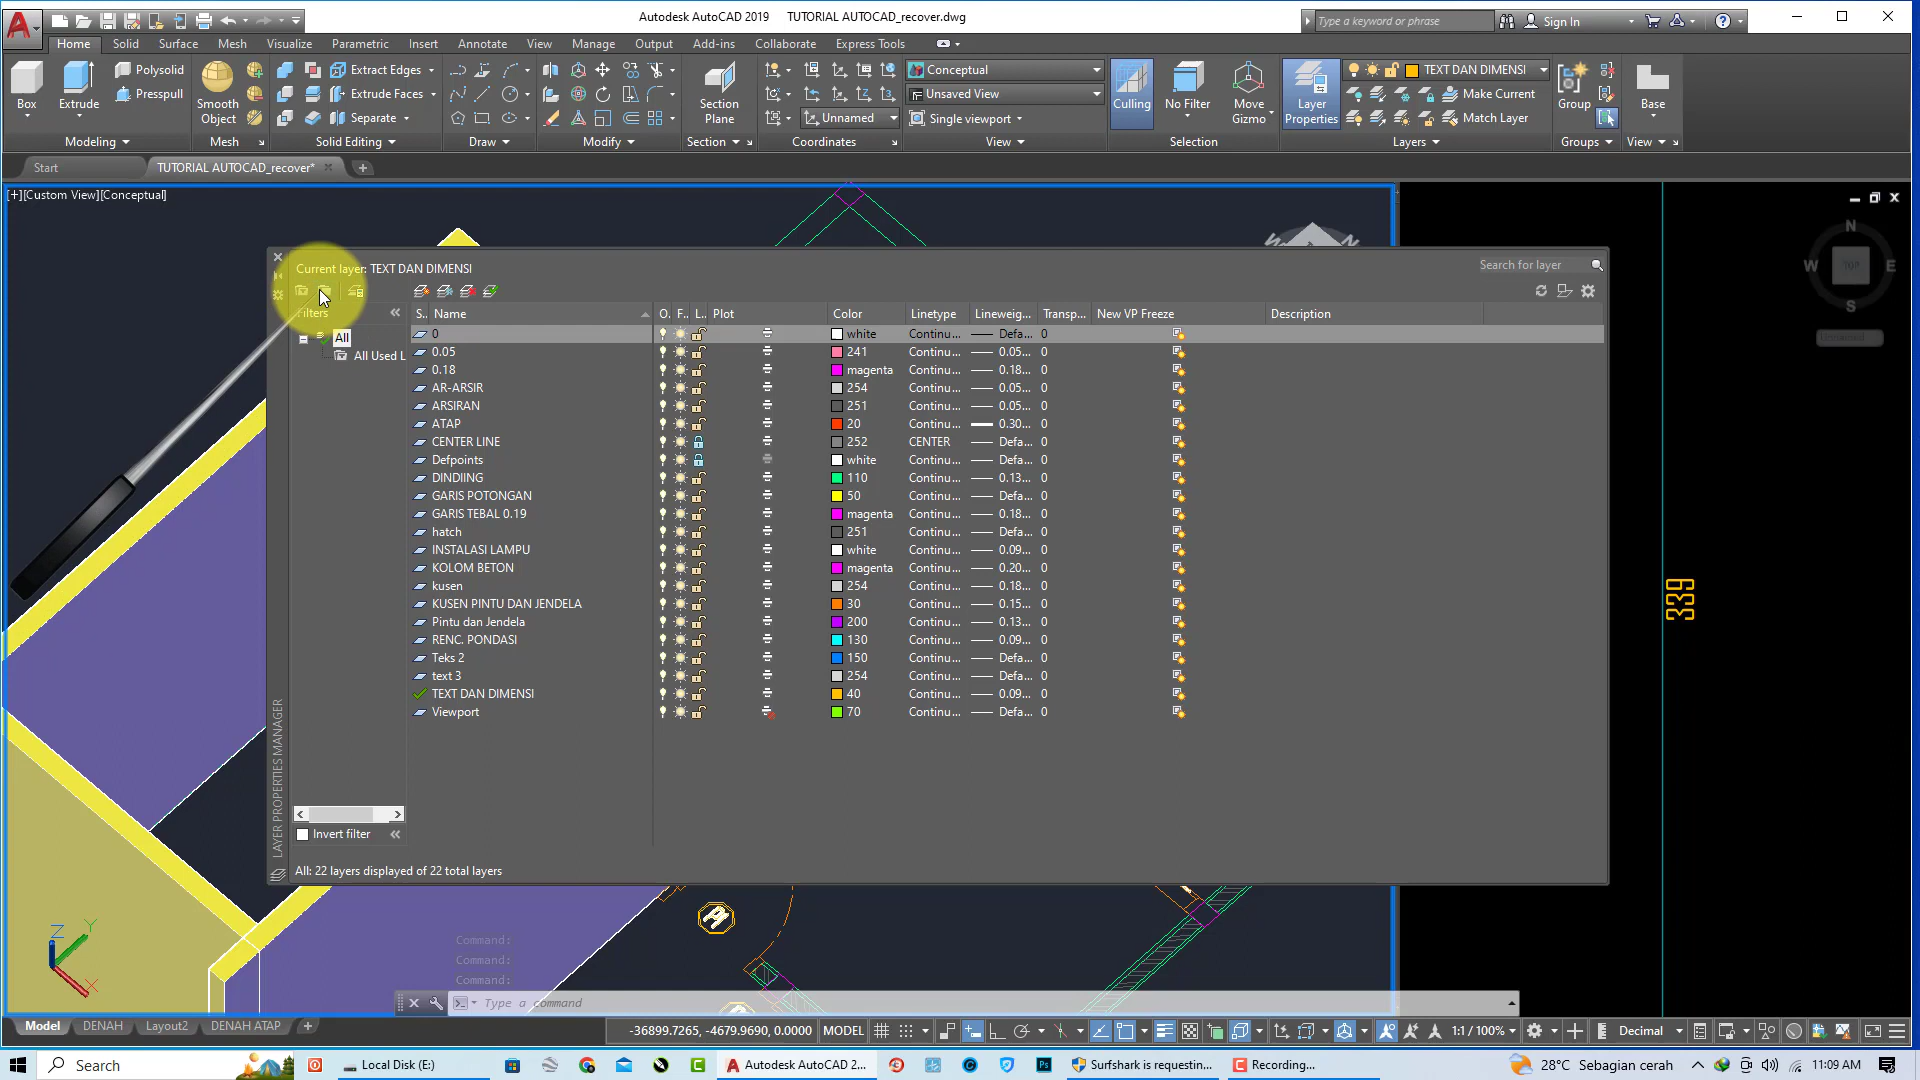 Autodesk AutoCAD 2019 TUTORIAL AUTOCAD_recover.dwg
Type a keyword or phrase
Sign In
Home Solid Surface Mesh Visualize Parametric Insert Annotate View Manage Output Add-ins Collaborate Express Tools
Box
Extrude
Polysolid
Presspull
Smooth Object
Extract Edges
Extrude Faces
Separate
Section Plane
Unnamed
Conceptual
Unsaved View
Single viewport
Culling
No Filter
Move Gizmo
Layer Properties
TEXT DAN DIMENSI
Make Current
Match Layer
Group
Base
Modeling Mesh Solid Editing Draw Modify Section Coordinates View Selection Layers Groups View
Start TUTORIAL AUTOCAD_recover*
[+][Custom View][Conceptual]
N
W TOP E
S
Current layer: TEXT DAN DIMENSI
Search for layer
Filters
All
All Used L
S.. Name O. F.. L.. Plot Color Linetype Lineweig... Transp... New VP Freeze Description
0 white Continu... Defa... 0
0.05 241 Continu... 0.05... 0
0.18 magenta Continu... 0.18... 0
AR-ARSIR 254 Continu... 0.05... 0
ARSIRAN 251 Continu... 0.05... 0
ATAP 20 Continu... 0.30... 0
CENTER LINE 252 CENTER Defa... 0
Defpoints white Continu... Defa... 0
DINDIING 110 Continu... 0.13... 0
GARIS POTONGAN 50 Continu... Defa... 0
GARIS TEBAL 0.19 magenta Continu... 0.18... 0
hatch 251 Continu... Defa... 0
INSTALASI LAMPU white Continu... 0.09... 0
KOLOM BETON magenta Continu... 0.20... 0
kusen 254 Continu... 0.18... 0
KUSEN PINTU DAN JENDELA 30 Continu... 0.15... 0
Pintu dan Jendela 200 Continu... 0.13... 0
RENC. PONDASI 130 Continu... 0.09... 0
Teks 2 150 Continu... Defa... 0
text 3 254 Continu... Defa... 0
TEXT DAN DIMENSI 40 Continu... 0.09... 0
Viewport 70 Continu... Defa... 0
Invert filter
All: 22 layers displayed of 22 total layers
LAYER PROPERTIES MANAGER
339
A
Z Y X
Command:
Command:
Command:
Type a command
Model DENAH Layout2 DENAH ATAP
-36899.7265, -4679.9690, 0.0000 MODEL
1:1 / 100%
Decimal
Search
Local Disk (E:)
Autodesk AutoCAD 2...
Surfshark is requestin...
Recording...
28°C Sebagian cerah
11:09 AM